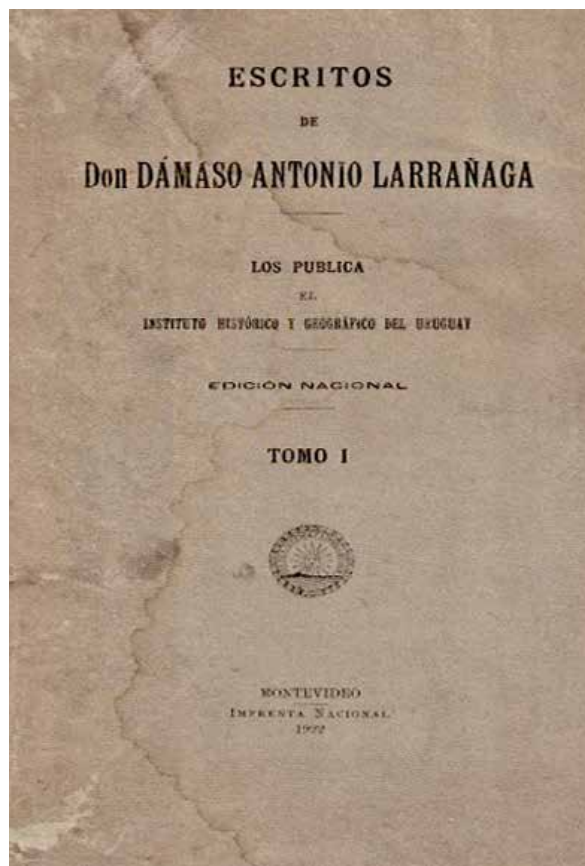 ESCRITOS
DE
Don DÁMASO ANTONIO LARRAÑAGA
LOS PUBLICA
EL
INSTITUTO HISTÓRICO Y GEOGRÁFICO DEL URUGUAY
EDICIÓN NACIONAL
TOMO I
MONTEVIDEO
IMPRENTA NACIONAL
1922